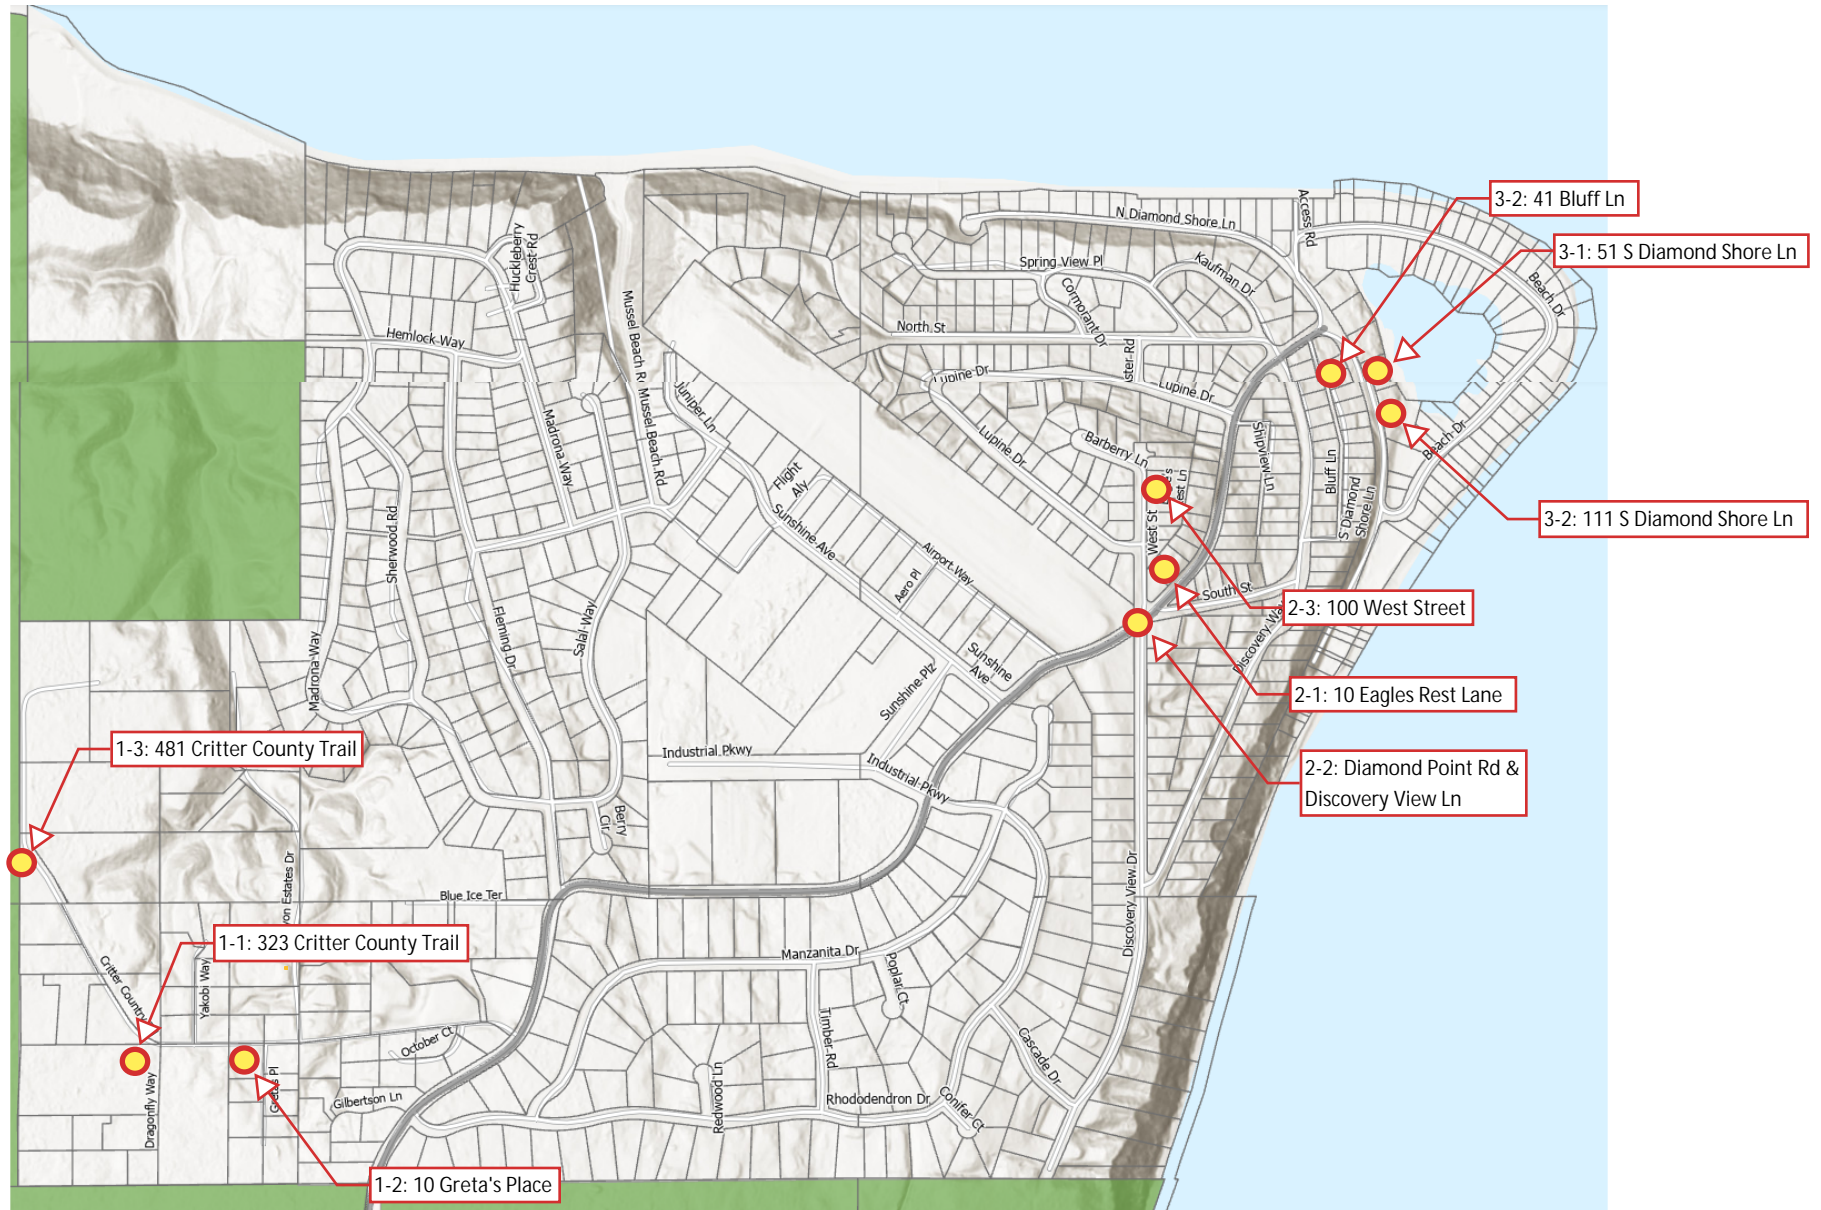 3-2: 41 Bluff Ln
3-1: 51 S Diamond Shore Ln
3-2: 111 S Diamond Shore Ln
2-3: 100 West Street
2-1: 10 Eagles Rest Lane
2-2: Diamond Point Rd &
Discovery View Ln
1-3: 481 Critter County Trail
1-1: 323 Critter County Trail
1-2: 10 Greta's Place
N Diamond Shore Ln
Access Rd
Beach Dr
Spring View Pl
Kaufman Dr
Cormorant Dr
North St
Lupine Dr
Lupine Dr
Lupine Dr
Barberry Ln
West St
Shipview Ln
Bluff Ln
S Diamond
Shore Ln
Beach Dr
South St
Discovery Way
Huckleberry
Crest Rd
Hemlock Way
Mussel Beach R
Mussel Beach Rd
Juniper Ln
Madrona Way
Flight
Aly
Sunshine Ave
Airport Way
Aero Pl
Sunshine
Ave
Sunshine Plz
Sherwood Rd
Fleming Dr
Salal Way
Madrona Way
Industrial Pkwy
Industrial Pkwy
Berry
Cir
Blue Ice Ter
Estates Dr
Manzanita Dr
Poplar Ct
Discovery View Dr
Critter Country
Yakobi Way
October Ct
Timber Rd
Cascade Dr
Dragonfly Way
Gilbertson Ln
Redwood Ln
Rhododendron Dr
Conifer Ct